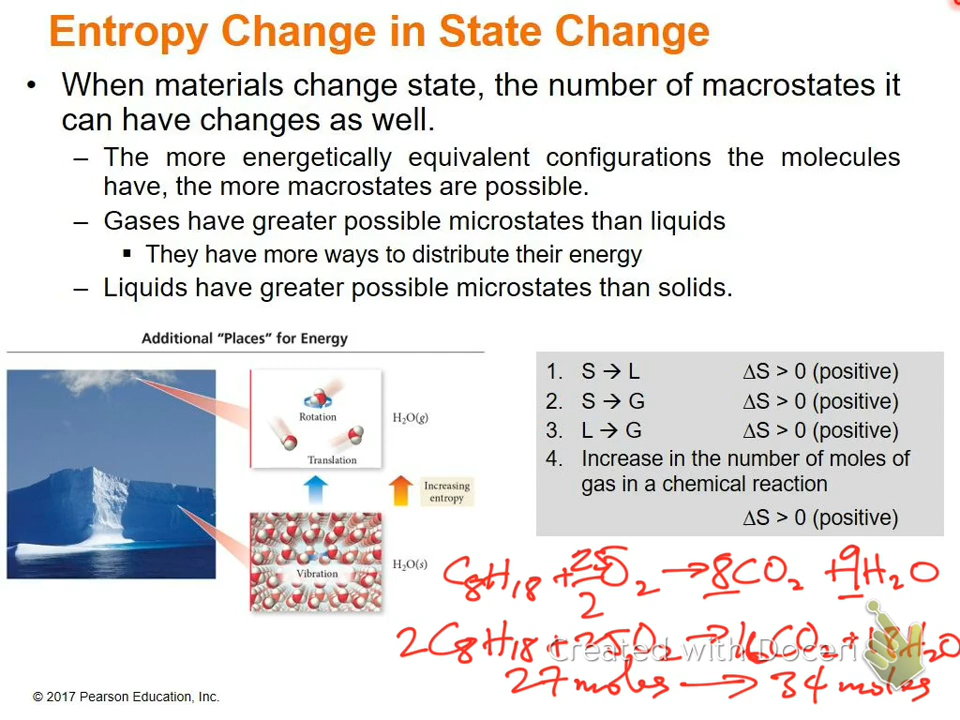 Entropy Change in State Change
• When materials change state, the number of macrostates it
can have changes as well.
– The more energetically equivalent configurations the molecules
have, the more macrostates are possible.
– Gases have greater possible microstates than liquids
▪ They have more ways to distribute their energy
– Liquids have greater possible microstates than solids.
Additional “Places” for Energy
Rotation
H₂O(g)
Translation
Increasing
entropy
Vibration
H₂O(s)
1. S → L ΔS > 0 (positive)
2. S → G ΔS > 0 (positive)
3. L → G ΔS > 0 (positive)
4. Increase in the number of moles of
gas in a chemical reaction
ΔS > 0 (positive)
C₈H₁₈ + 25/2 O₂ → 8CO₂ + 9H₂O
2C₈H₁₈ + 25O₂ → 16CO₂ + 18H₂O
Created with Doceri
27 moles → 34 moles
© 2017 Pearson Education, Inc.